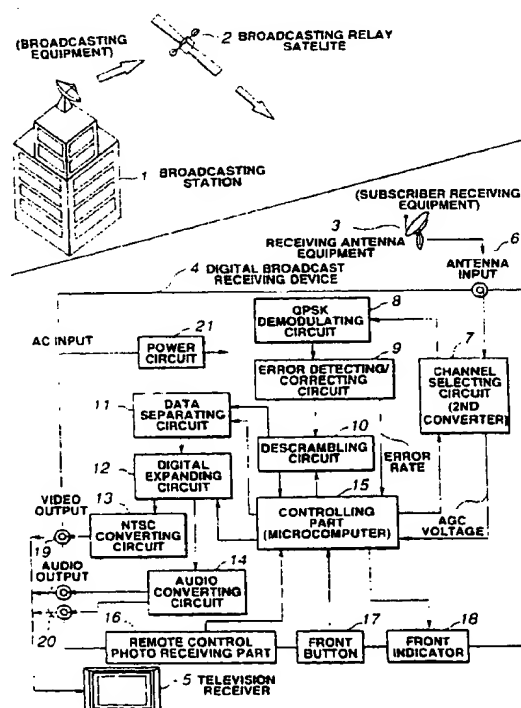 (BROADCASTING
EQUIPMENT)
2 BROADCASTING RELAY
SATELITE
1 BROADCASTING
STATION
(SUBSCRIBER RECEIVING
EQUIPMENT)
3
RECEIVING ANTENNA
EQUIPMENT
6
ANTENNA
INPUT
4 DIGITAL BROADCAST
RECEIVING DEVICE
8
QPSK
DEMODULATING
CIRCUIT
AC INPUT
21
POWER
CIRCUIT
9
ERROR DETECTING/
CORRECTING CIRCUIT
7
CHANNEL
SELECTING
CIRCUIT
(2ND
CONVERTER)
11
DATA
SEPARATING
CIRCUIT
10
DESCRAMBLING
CIRCUIT
ERROR
RATE
12
DIGITAL
EXPANDING
CIRCUIT
15
CONTROLLING
PART
(MICROCOMPUTER)
AGC
VOLTAGE
VIDEO
OUTPUT
13
NTSC
CONVERTING
CIRCUIT
19
AUDIO
OUTPUT
14
AUDIO
CONVERTING
CIRCUIT
20
16
REMOTE CONTROL
PHOTO RECEIVING PART
17
FRONT
BUTTON
18
FRONT
INDICATOR
5 TELEVISION
RECEIVER